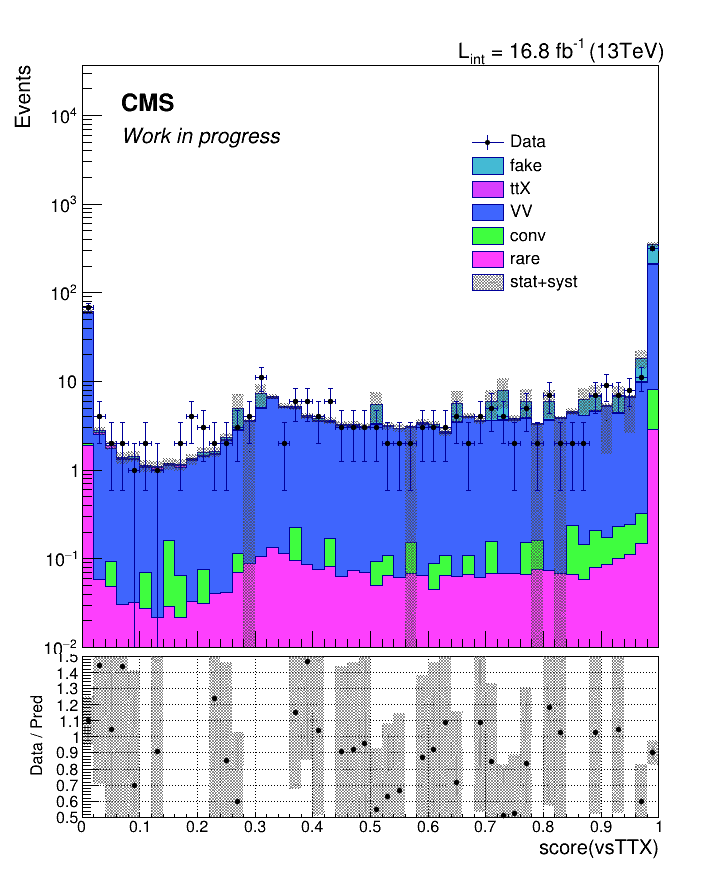 L_int = 16.8 fb^-1 (13TeV)
Events
CMS
Work in progress
Data
fake
ttX
VV
conv
rare
stat+syst
10^4
10^3
10^2
10
1
10^-1
10^-2
Data / Pred
1.5
1.4
1.3
1.2
1.1
1
0.9
0.8
0.7
0.6
0.5
0 0.1 0.2 0.3 0.4 0.5 0.6 0.7 0.8 0.9 1
score(vsTTX)